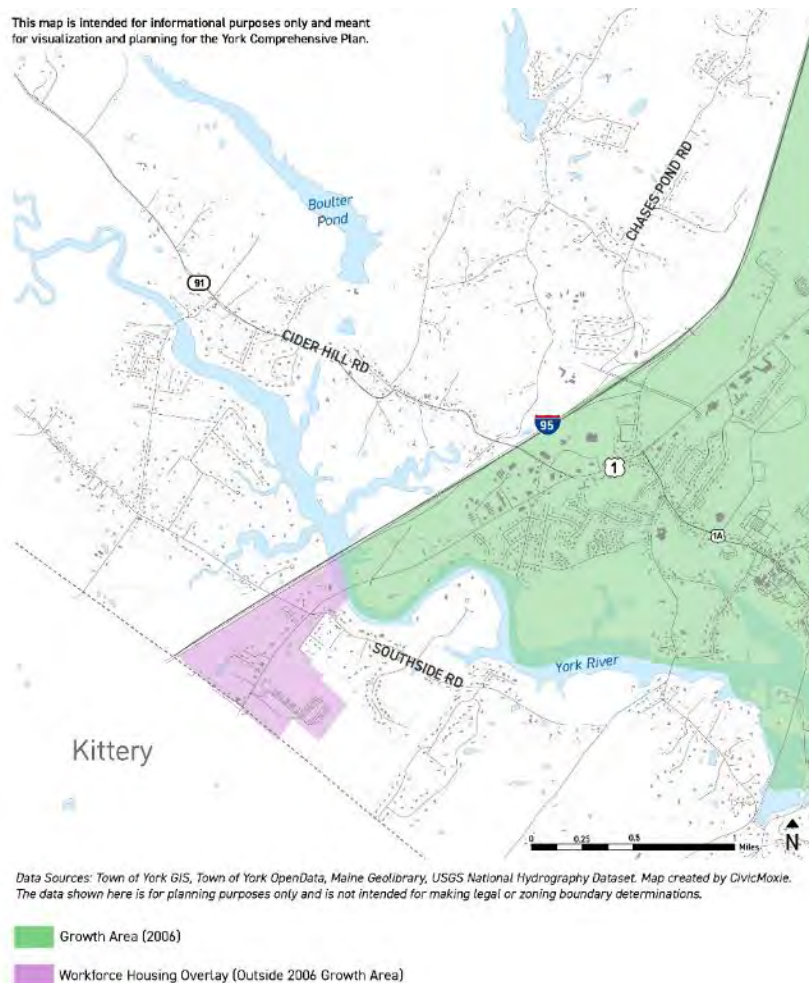 This map is intended for informational purposes only and meant
for visualization and planning for the York Comprehensive Plan.
CHASES POND RD
Boulter
Pond
91
CIDER HILL RD
95
1
1A
SOUTHSIDE RD
York River
Kittery
0 0.25 0.5 1
Miles
N
Data Sources: Town of York GIS, Town of York OpenData, Maine Geolibrary, USGS National Hydrography Dataset. Map created by CivicMoxie.
The data shown here is for planning purposes only and is not intended for making legal or zoning boundary determinations.
Growth Area (2006)
Workforce Housing Overlay (Outside 2006 Growth Area)